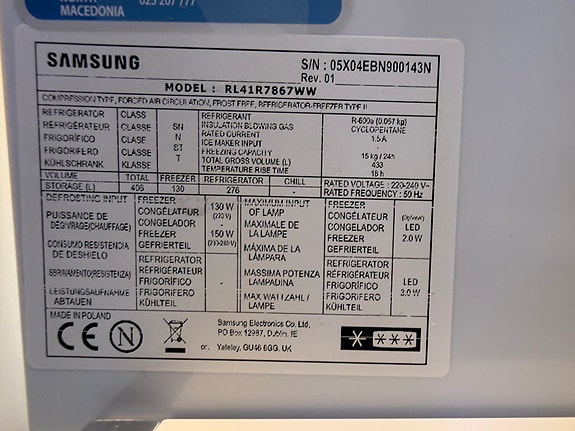 NORTH
MACEDONIA
023 207 777
SAMSUNG
S/N : 05X04EBN900143N
Rev. 01
MODEL : RL41R7867WW
COMPRESSION TYPE, FORCED AIR CIRCULATION, FROST FREE, REFRIGERATOR-FREEZER TYPE II
REFRIGERATOR CLASS
RÉFRIGÉRATEUR CLASSE SN
FRIGORÍFICO CLASE N
FRIGORIFERO CLASSE ST
KÜHLSCHRANK KLASSE T
REFRIGERANT R-600a (0.057 kg)
INSULATION BLOWING GAS CYCLOPENTANE
RATED CURRENT 1.5 A
ICE MAKER INPUT -
FREEZING CAPACITY 15 kg / 24h
TOTAL GROSS VOLUME (L) 433
TEMPERATURE RISE TIME 18 h
VOLUME TOTAL FREEZER REFRIGERATOR CHILL
STORAGE (L) 406 130 276 -
RATED VOLTAGE : 220-240 V~
RATED FREQUENCY : 50 Hz
DEFROSTING INPUT
PUISSANCE DE
DEGIVRAGE(CHAUFFAGE)
CONSUMO RESISTENCIA
DE DESHIELO
SBRINAMENTO(RESISTENZA)
LEISTUNGSAUFNAHME
ABTAUEN
FREEZER 130 W
CONGÉLATEUR (220 V)
CONGELADOR -
FREEZER 150 W
GEFRIERTEIL (230-240 V)
REFRIGERATOR
RÉFRIGÉRATEUR
FRIGORÍFICO -
FRIGORIFERO
KÜHLTEIL
MAXIMUM INPUT
OF LAMP
MAXIMALE DE
LA LAMPE
MÁXIMA DE LA
LÁMPARA
MASSIMA POTENZA
LAMPADINA
MAX WATTZAHL /
LAMPE
FREEZER
CONGÉLATEUR
CONGELADOR LED
FREEZER 2.0 W
GEFRIERTEIL
REFRIGERATOR
RÉFRIGÉRATEUR LED
FRIGORÍFICO 3.0 W
FRIGORIFERO
KÜHLTEIL
MADE IN POLAND
CE N
Samsung Electronics Co. Ltd,
PO Box 12987, Dublin. IE
or. Yateley, GU46 6GG, UK